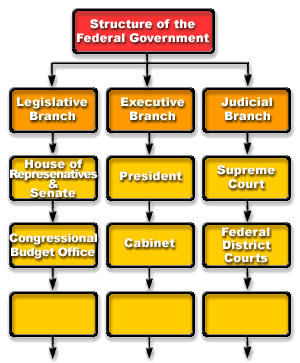 Structure of the
Federal Government
Legislative
Branch
Executive
Branch
Judicial
Branch
House of
Represenatives
&
Senate
President
Supreme
Court
Congressional
Budget Office
Cabinet
Federal
District
Courts